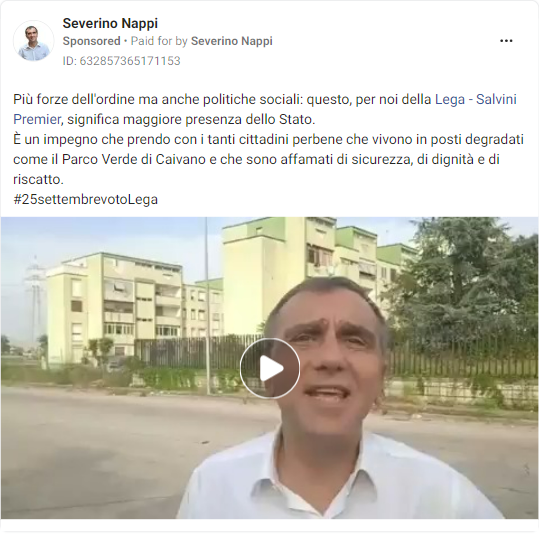 Severino Nappi
Sponsored • Paid for by Severino Nappi
ID: 632857365171153
Più forze dell'ordine ma anche politiche sociali: questo, per noi della Lega - Salvini
Premier, significa maggiore presenza dello Stato.
È un impegno che prendo con i tanti cittadini perbene che vivono in posti degradati
come il Parco Verde di Caivano e che sono affamati di sicurezza, di dignità e di
riscatto.
#25settembrevotoLega